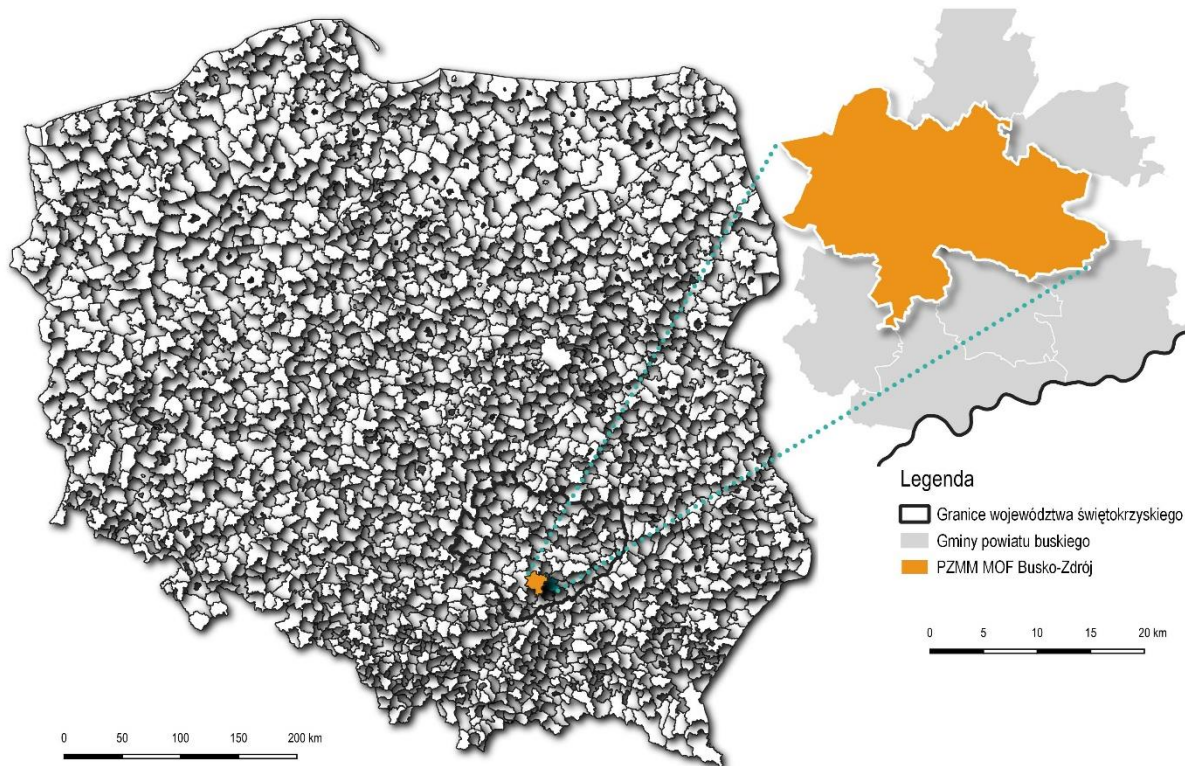 Legenda
Granice województwa świętokrzyskiego
Gminy powiatu buskiego
PZMM MOF Busko-Zdrój
0 5 10 15 20 km
0 50 100 150 200 km